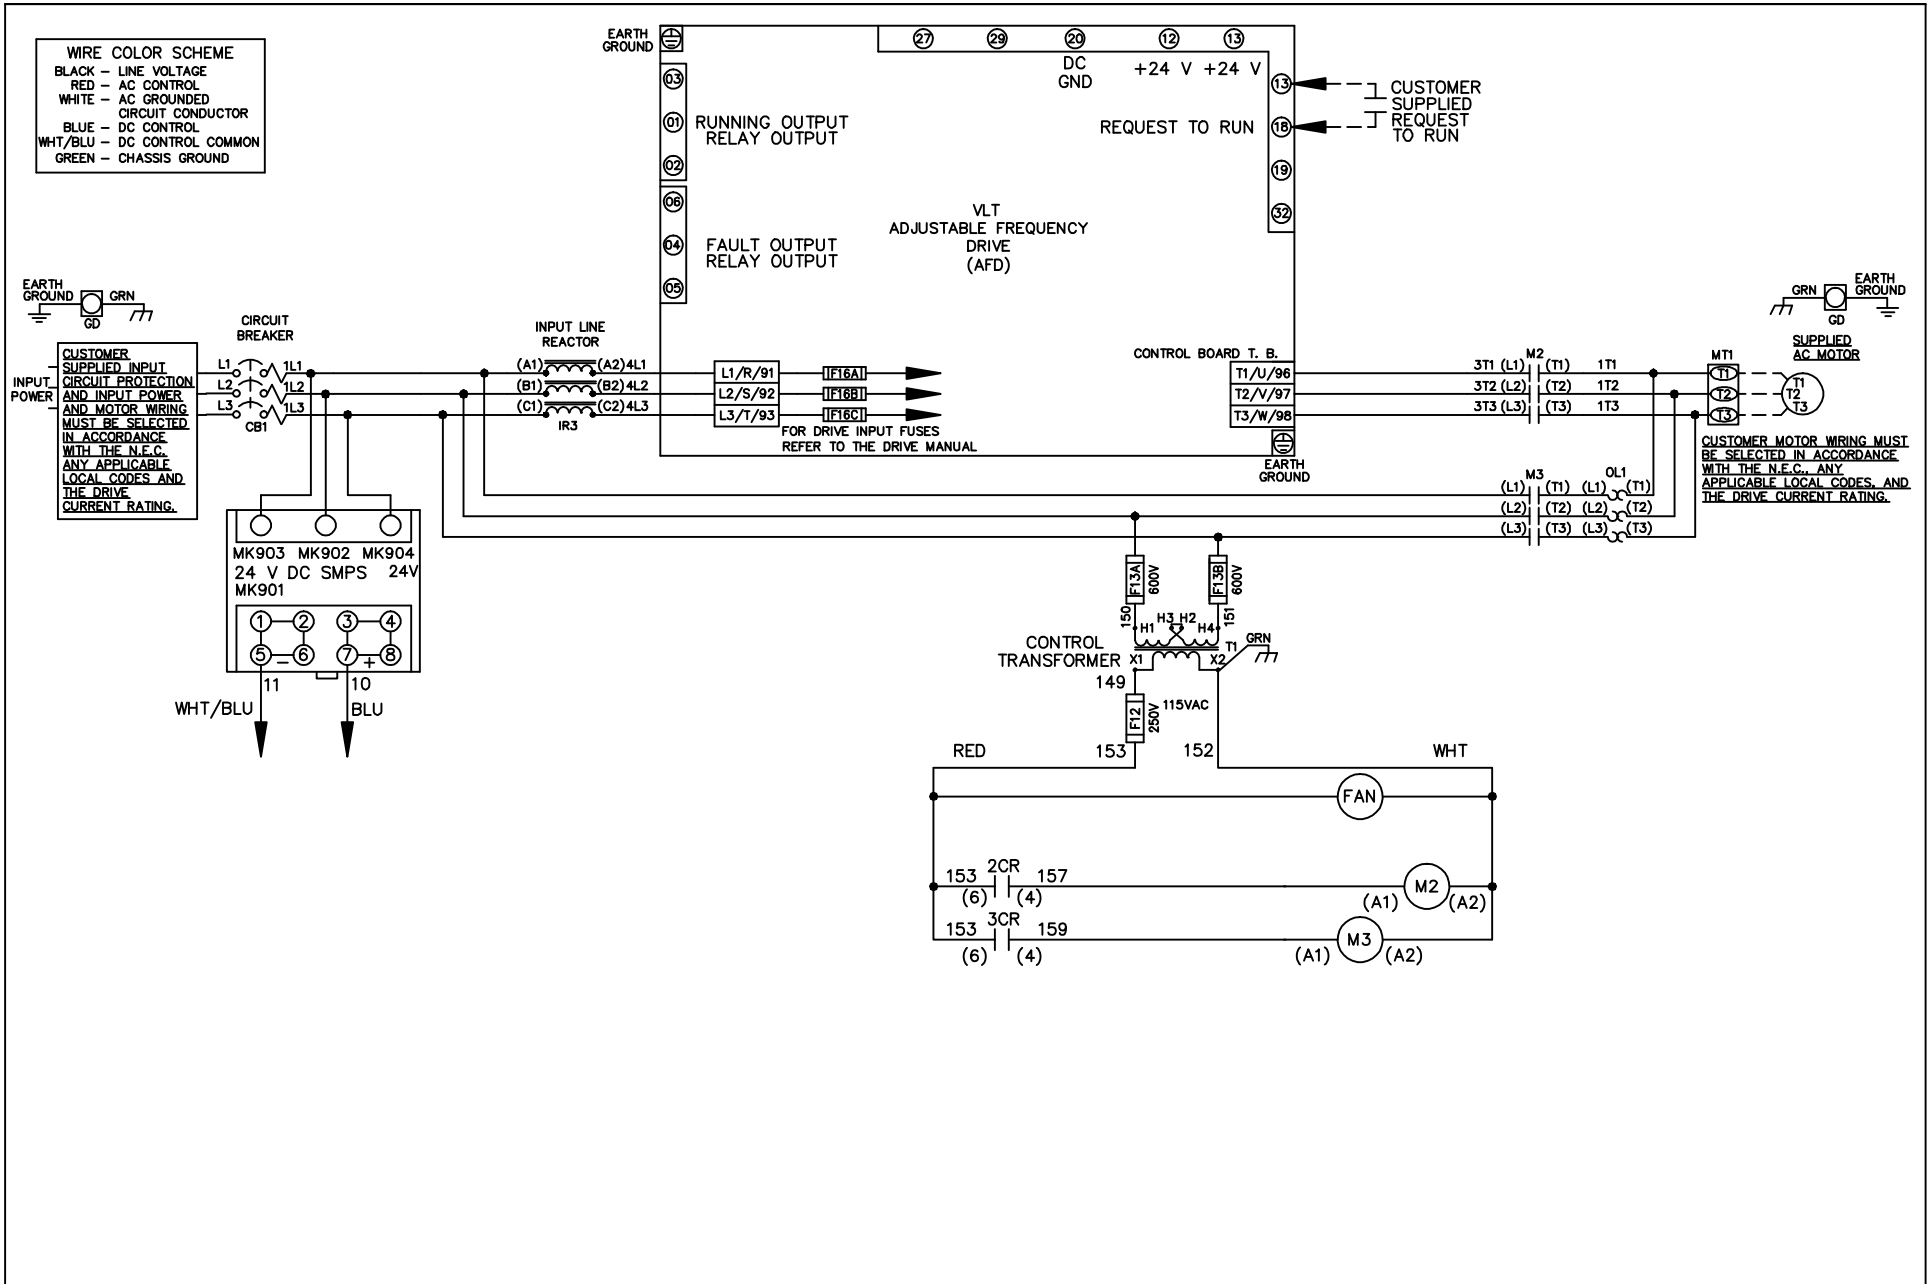 WIRE COLOR SCHEME
BLACK – LINE VOLTAGE
RED – AC CONTROL
WHITE – AC GROUNDED
CIRCUIT CONDUCTOR
BLUE – DC CONTROL
WHT/BLU – DC CONTROL COMMON
GREEN – CHASSIS GROUND
EARTH
GROUND
27 29 20 12 13
DC
GND
+24 V +24 V
03
01
02
RUNNING OUTPUT
RELAY OUTPUT
06
04
05
FAULT OUTPUT
RELAY OUTPUT
VLT
ADJUSTABLE FREQUENCY
DRIVE
(AFD)
REQUEST TO RUN
13
18
19
32
CUSTOMER
SUPPLIED
REQUEST
TO RUN
EARTH
GROUND
GRN
GD
INPUT
POWER
CUSTOMER
SUPPLIED INPUT
CIRCUIT PROTECTION
AND INPUT POWER
AND MOTOR WIRING
MUST BE SELECTED
IN ACCORDANCE
WITH THE N.E.C.
ANY APPLICABLE
LOCAL CODES AND
THE DRIVE
CURRENT RATING.
CIRCUIT
BREAKER
L1 1L1
L2 1L2
L3 1L3
CB1
INPUT LINE
REACTOR
(A1) (A2) 4L1
(B1) (B2) 4L2
(C1) (C2) 4L3
IR3
L1/R/91 F16A
L2/S/92 F16B
L3/T/93 F16C
FOR DRIVE INPUT FUSES
REFER TO THE DRIVE MANUAL
CONTROL BOARD T. B.
T1/U/96
T2/V/97
T3/W/98
EARTH
GROUND
M2
3T1 (L1) (T1) 1T1
3T2 (L2) (T2) 1T2
3T3 (L3) (T3) 1T3
MT1
T1
T2
T3
GRN
GD
EARTH
GROUND
SUPPLIED
AC MOTOR
T1
T2
T3
CUSTOMER MOTOR WIRING MUST
BE SELECTED IN ACCORDANCE
WITH THE N.E.C., ANY
APPLICABLE LOCAL CODES, AND
THE DRIVE CURRENT RATING.
M3 OL1
(L1) (T1) (L1) (T1)
(L2) (T2) (L2) (T2)
(L3) (T3) (L3) (T3)
MK903 MK902 MK904
24 V DC SMPS 24V
MK901
1 2 3 4
5 – 6 7 + 8
11 10
WHT/BLU BLU
F13A
600V
F13B
600V
150 151
H1 H3 H2 H4
CONTROL
TRANSFORMER
T1
GRN
X1 X2
149
F12
250V
115VAC
RED 153 152 WHT
FAN
2CR
153 157
(6) (4)
M2
(A1) (A2)
3CR
153 159
(6) (4)
M3
(A1) (A2)